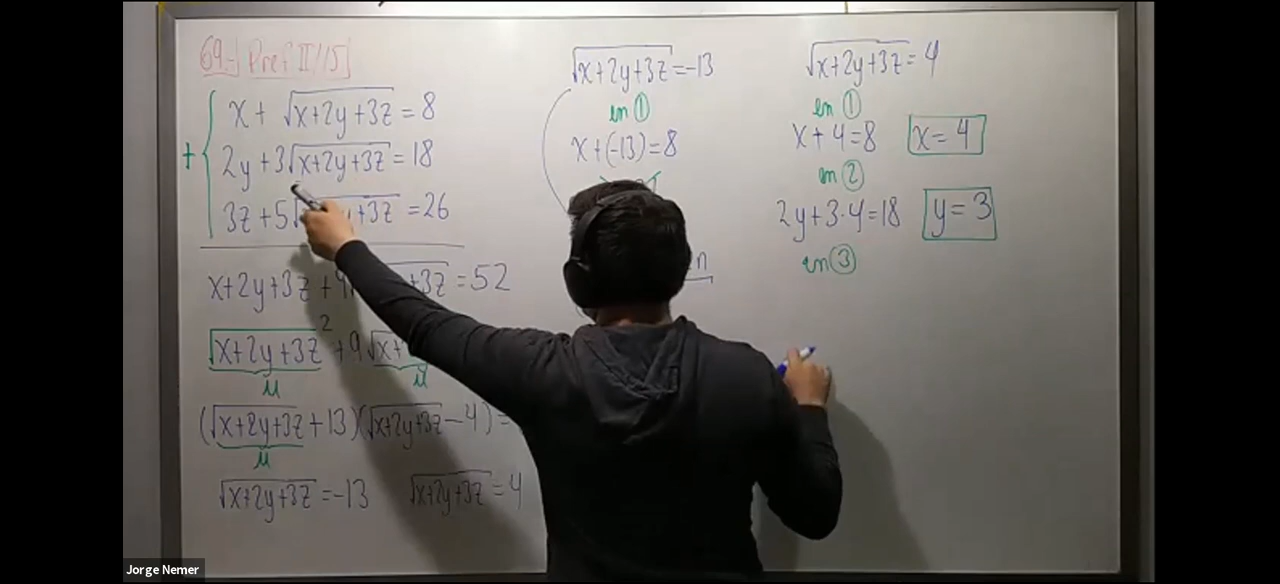 69.- Pref II/15
x + √x+2y+3z = 8
2y + 3√x+2y+3z = 18
+
3z + 5√ y+3z = 26
x+2y+3z + 9 +3z = 52
√x+2y+3z² + 9√x+
μ μ
(√x+2y+3z + 13)(√x+2y+3z - 4) =
μ
√x+2y+3z = -13 √x+2y+3z = 4
√x+2y+3z = -13
en ①
x + (-13) = 8
n
√x+2y+3z = 4
en ①
x + 4 = 8 x = 4
en ②
2y + 3·4 = 18 y = 3
en ③
Jorge Nemer